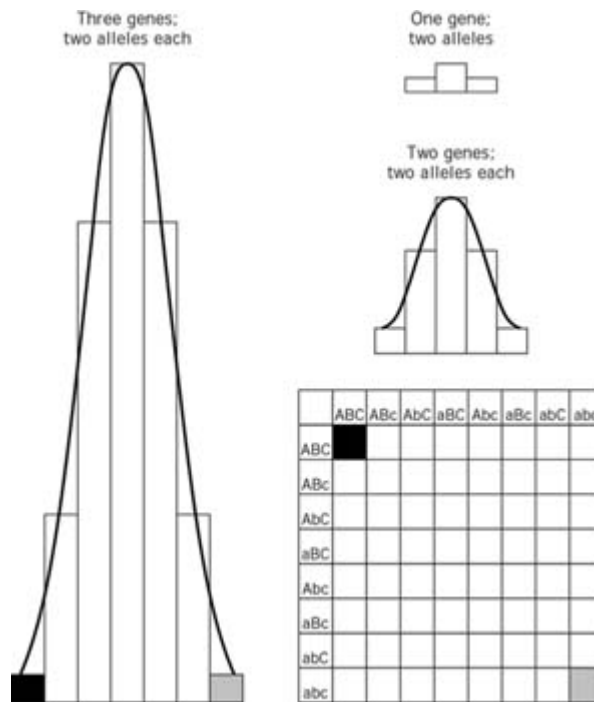 Three genes;
two alleles each
One gene;
two alleles
Two genes;
two alleles each
ABC ABc AbC aBC Abc aBc abC abc
ABC
ABc
AbC
aBC
Abc
aBc
abC
abc